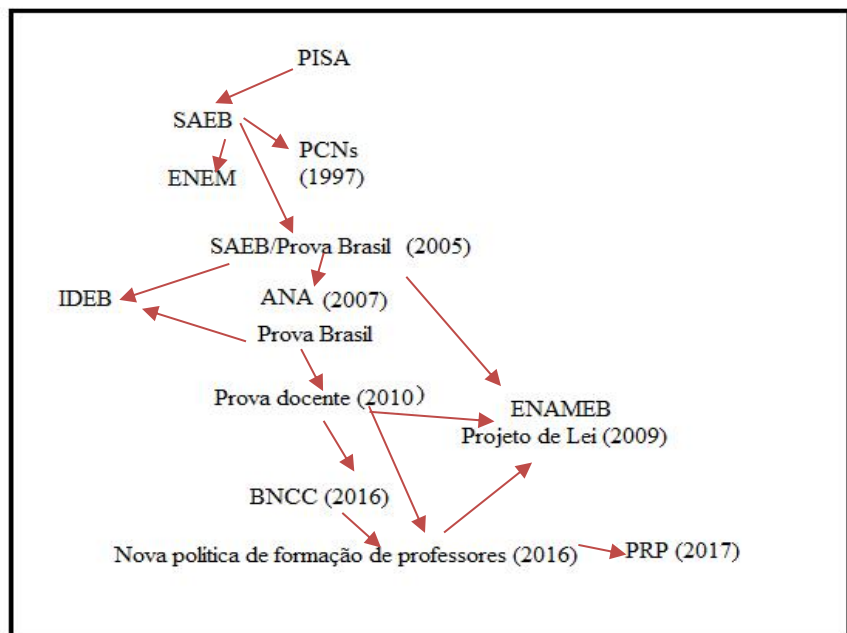 PISA
SAEB
PCNs
(1997)
ENEM
SAEB/Prova Brasil (2005)
IDEB
ANA (2007)
Prova Brasil
Prova docente (2010)
ENAMEB
Projeto de Lei (2009)
BNCC (2016)
Nova política de formação de professores (2016)
PRP (2017)